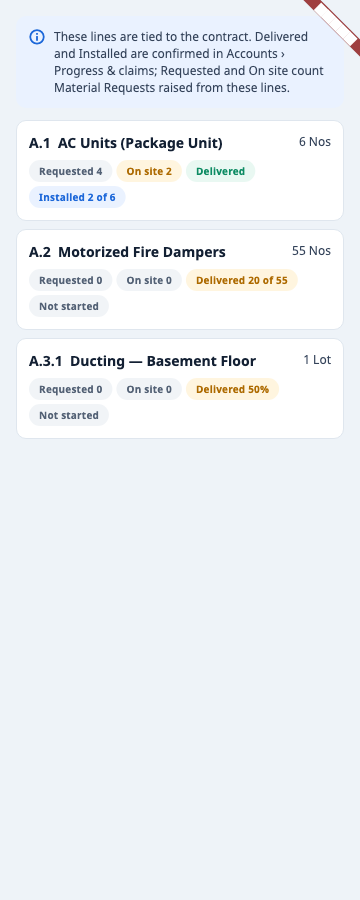 These lines are tied to the contract. Delivered
and Installed are confirmed in Accounts ›
Progress & claims; Requested and On site count
Material Requests raised from these lines.
A.1 AC Units (Package Unit) 6 Nos
Requested 4 On site 2 Delivered
Installed 2 of 6
A.2 Motorized Fire Dampers 55 Nos
Requested 0 On site 0 Delivered 20 of 55
Not started
A.3.1 Ducting — Basement Floor 1 Lot
Requested 0 On site 0 Delivered 50%
Not started